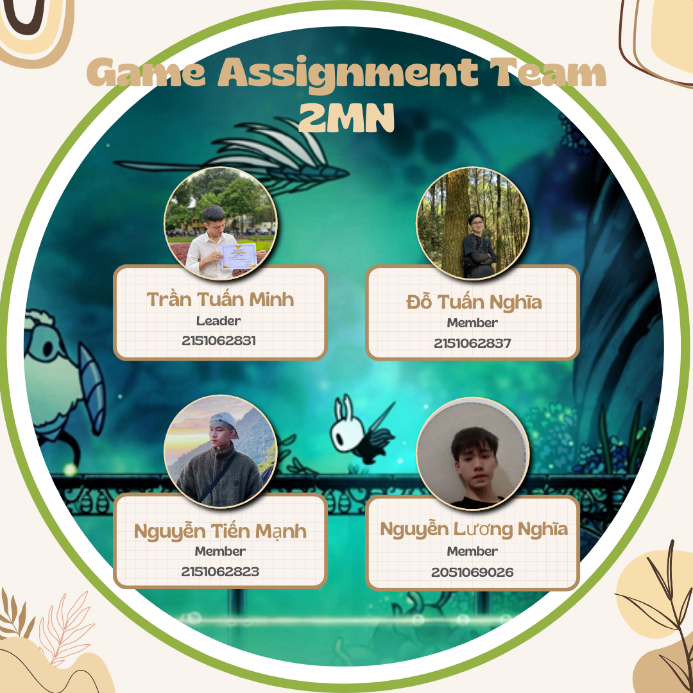 Game Assignment Team
2MN
Trần Tuấn Minh
Leader
2151062831
Đỗ Tuấn Nghĩa
Member
2151062837
Nguyễn Tiến Mạnh
Member
2151062823
Nguyễn Lương Nghĩa
Member
2051069026